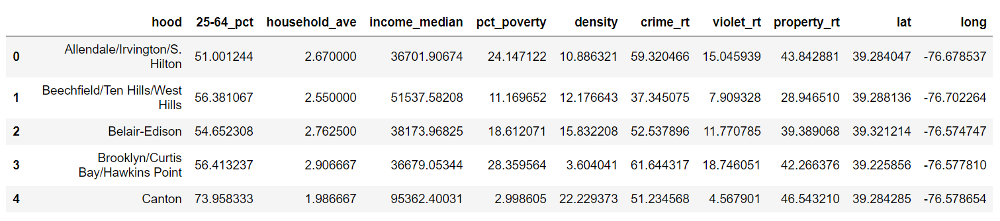 hood 25-64_pct household_ave income_median pct_poverty density crime_rt violet_rt property_rt lat long
0 Allendale/Irvington/S. Hilton 51.001244 2.670000 36701.90674 24.147122 10.886321 59.320466 15.045939 43.842881 39.284047 -76.678537
1 Beechfield/Ten Hills/West Hills 56.381067 2.550000 51537.58208 11.169652 12.176643 37.345075 7.909328 28.946510 39.288136 -76.702264
2 Belair-Edison 54.652308 2.762500 38173.96825 18.612071 15.832208 52.537896 11.770785 39.389068 39.321214 -76.574747
3 Brooklyn/Curtis Bay/Hawkins Point 56.413237 2.906667 36679.05344 28.359564 3.604041 61.644317 18.746051 42.266376 39.225856 -76.577810
4 Canton 73.958333 1.986667 95362.40031 2.998605 22.229373 51.234568 4.567901 46.543210 39.284285 -76.578654